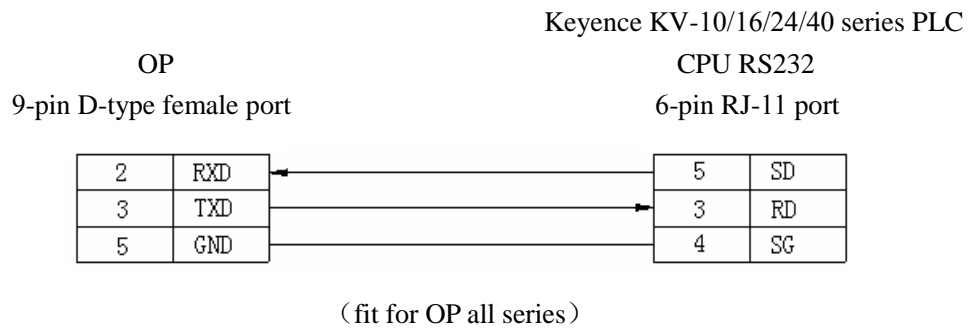 Keyence KV-10/16/24/40 series PLC
OP CPU RS232
9-pin D-type female port 6-pin RJ-11 port
2 RXD 5 SD
3 TXD 3 RD
5 GND 4 SG
（fit for OP all series）